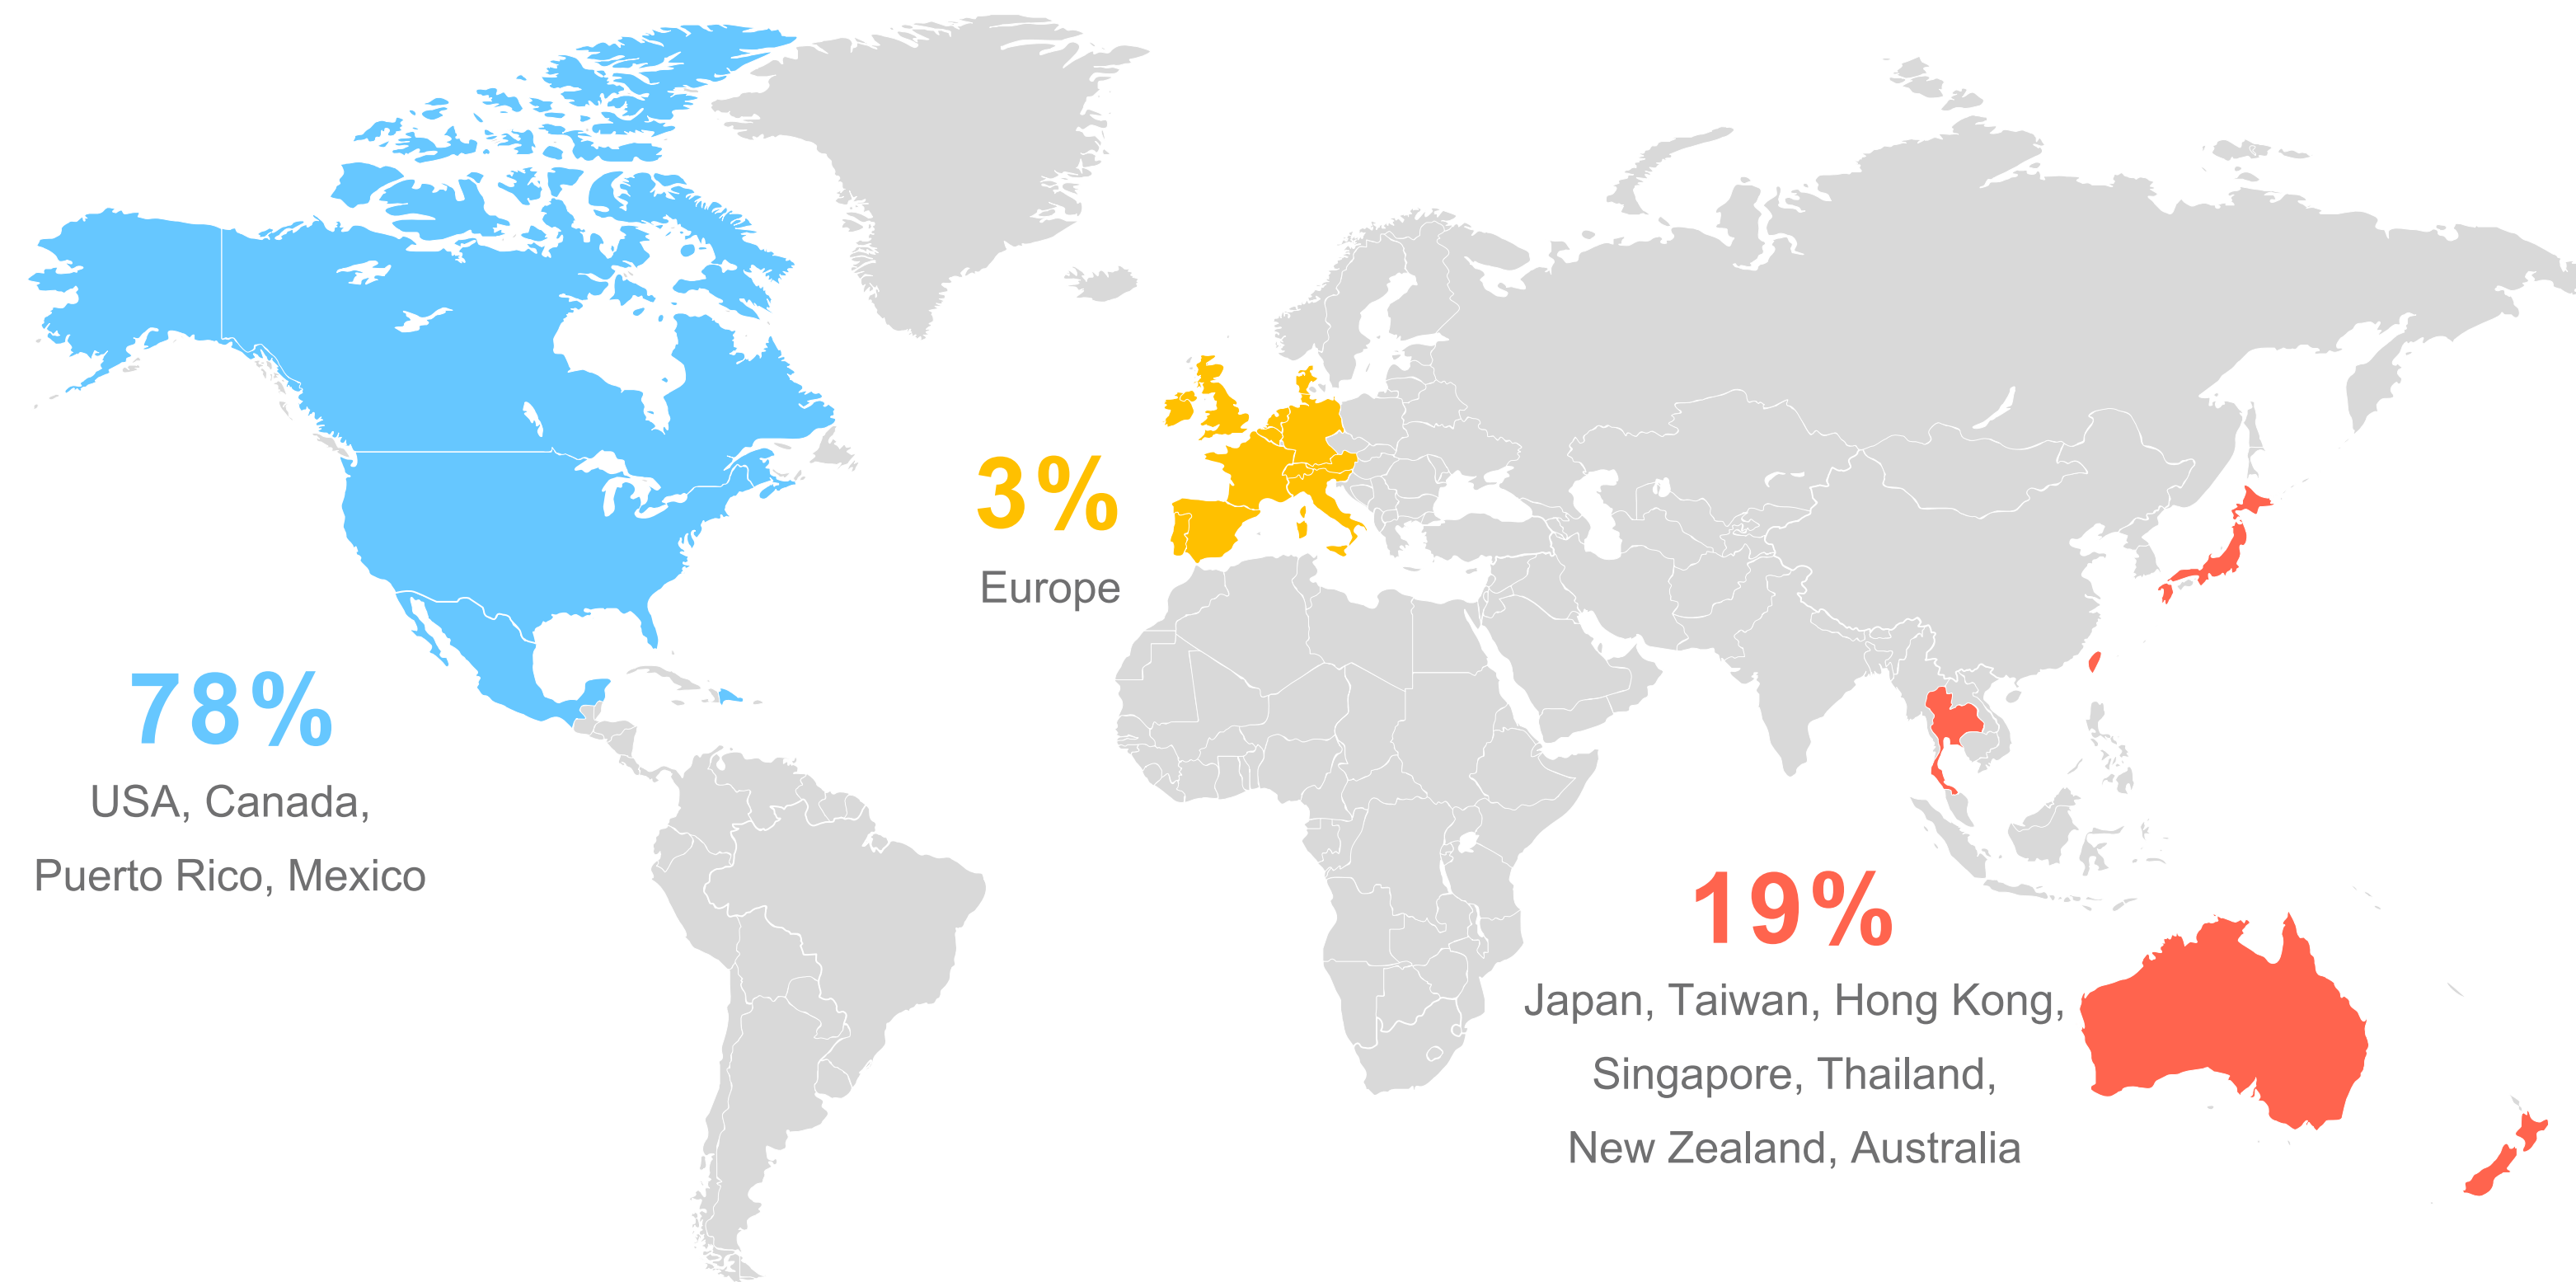 78%
USA, Canada,
Puerto Rico, Mexico
3%
Europe
19%
Japan, Taiwan, Hong Kong,
Singapore, Thailand,
New Zealand, Australia